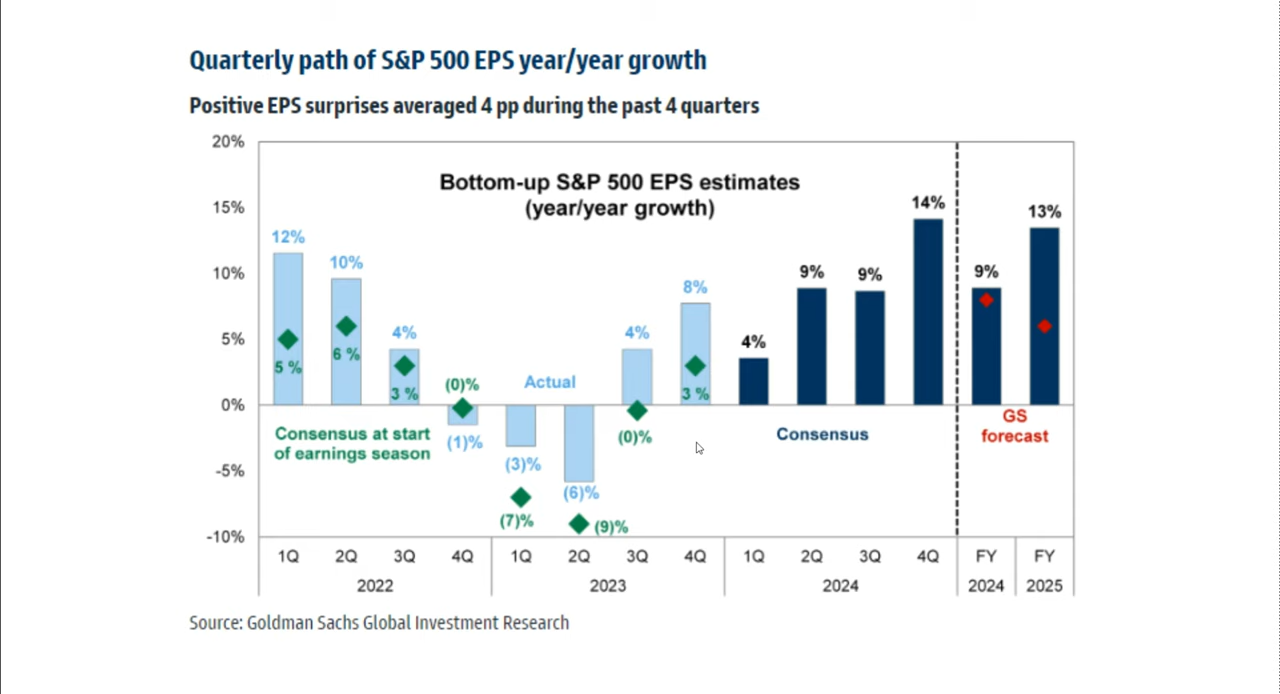 Quarterly path of S&P 500 EPS year/year growth
Positive EPS surprises averaged 4 pp during the past 4 quarters
Bottom-up S&P 500 EPS estimates
(year/year growth)
20%
15%
10%
5%
0%
-5%
-10%
12%
10%
4%
(0)%
(1)%
5 %
6 %
3 %
Consensus at start
of earnings season
Actual
(3)%
(7)%
(6)%
(9)%
4%
(0)%
8%
3 %
4%
9%
9%
14%
Consensus
9%
13%
GS
forecast
1Q 2Q 3Q 4Q 1Q 2Q 3Q 4Q 1Q 2Q 3Q 4Q FY FY
2022 2023 2024 2024 2025
Source: Goldman Sachs Global Investment Research